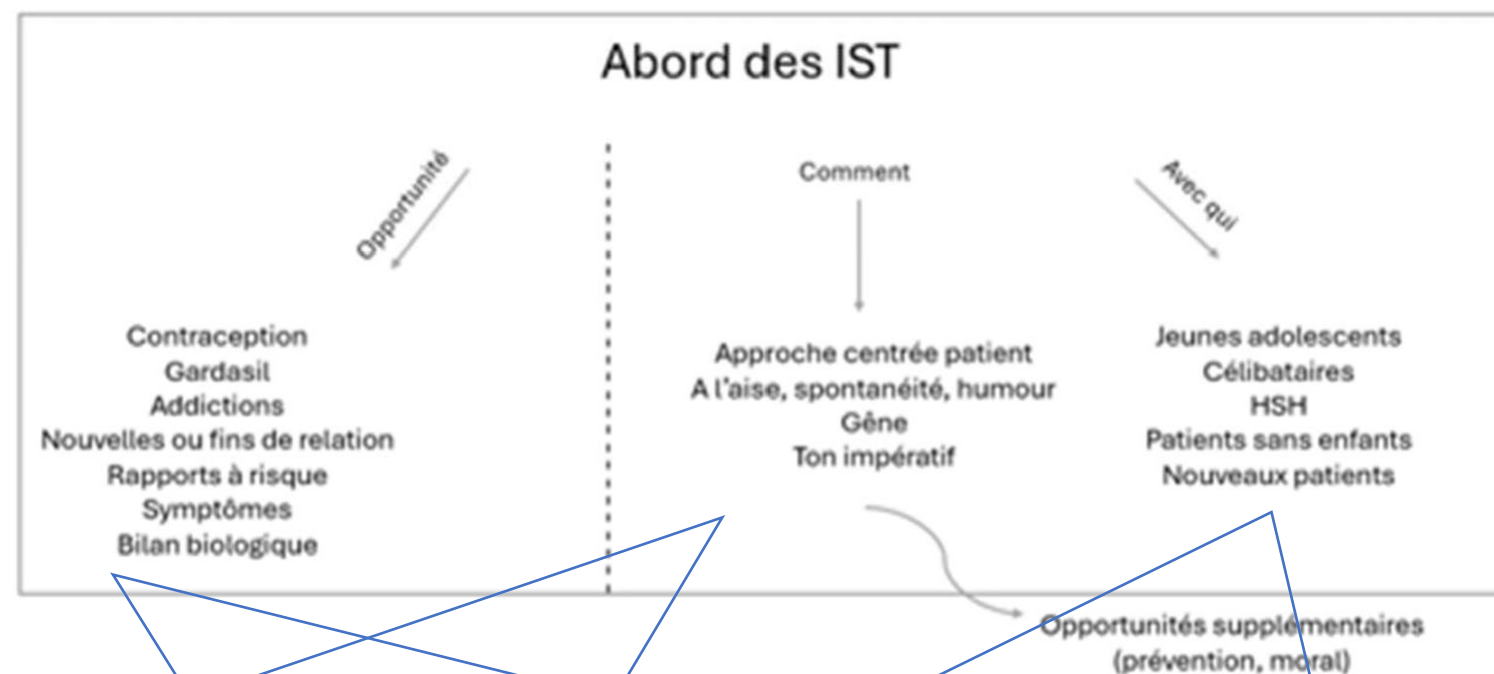 Abord des IST
Opportunité
Contraception
Gardasil
Addictions
Nouvelles ou fins de relation
Rapports à risque
Symptômes
Bilan biologique
Comment
Approche centrée patient
A l'aise, spontanéité, humour
Gêne
Ton impératif
Avec qui
Jeunes adolescents
Célibataires
HSH
Patients sans enfants
Nouveaux patients
Opportunités supplémentaires
(prévention, moral)